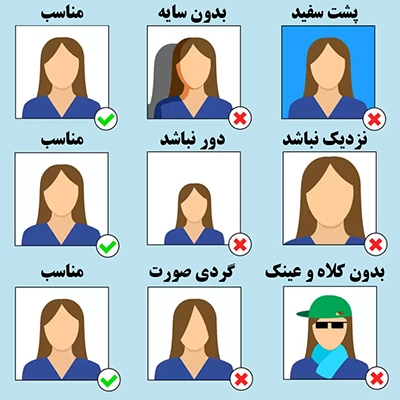 پشت سفید
بدون سایه
مناسب
نزدیک نباشد
دور نباشد
مناسب
بدون کلاه و عینک
گردی صورت
مناسب